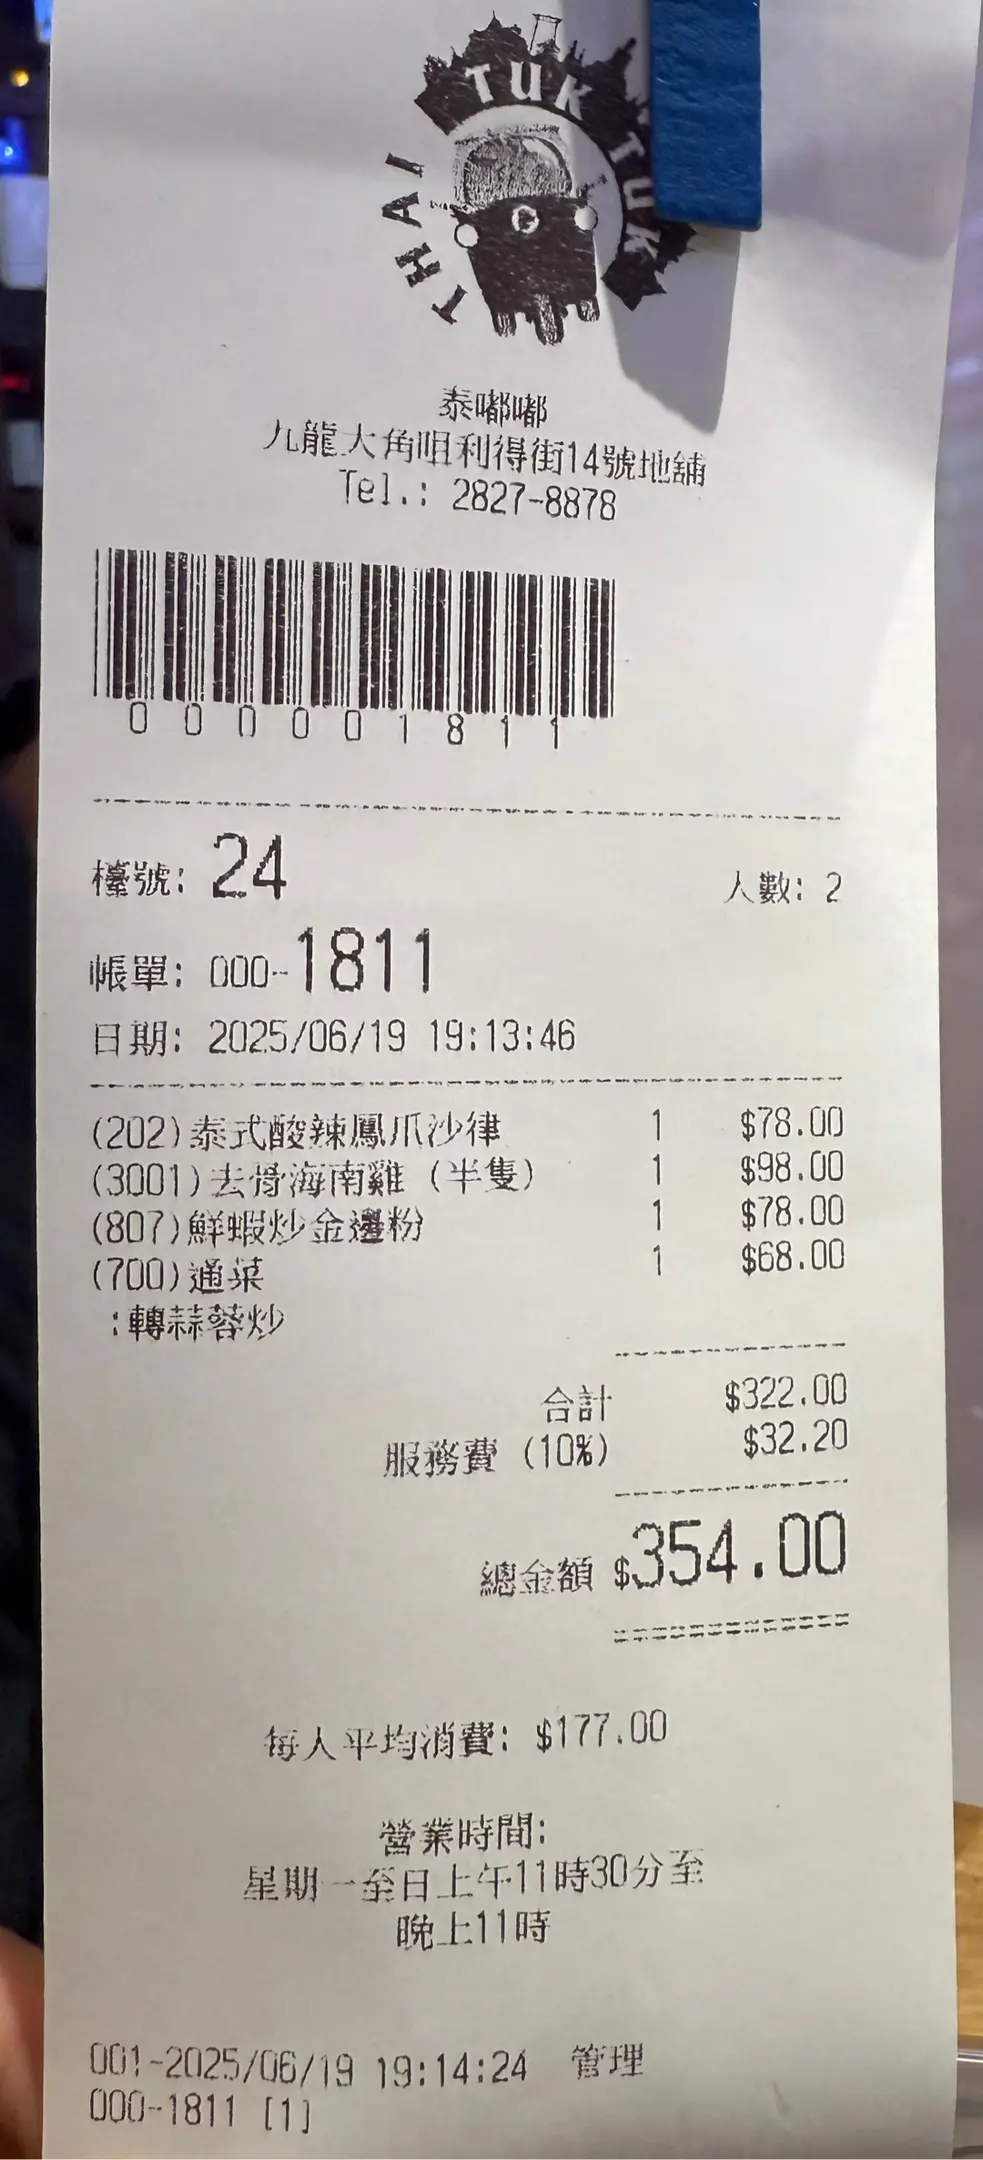 THAI TUK TUK
泰嘟嘟
九龍大角咀利得街14號地舖
Tel.: 2827-8878
000001811
檯號: 24 人數: 2
帳單: 000-1811
日期: 2025/06/19 19:13:46
(202)泰式酸辣鳳爪沙律 1 $78.00
(3001)去骨海南雞 (半隻) 1 $98.00
(807)鮮蝦炒金邊粉 1 $78.00
(700)通菜 1 $68.00
:轉蒜蓉炒
合計 $322.00
服務費 (10%) $32.20
總金額 $354.00
每人平均消費: $177.00
營業時間:
星期一至日上午11時30分至
晚上11時
001-2025/06/19 19:14:24 管理
000-1811 [1]